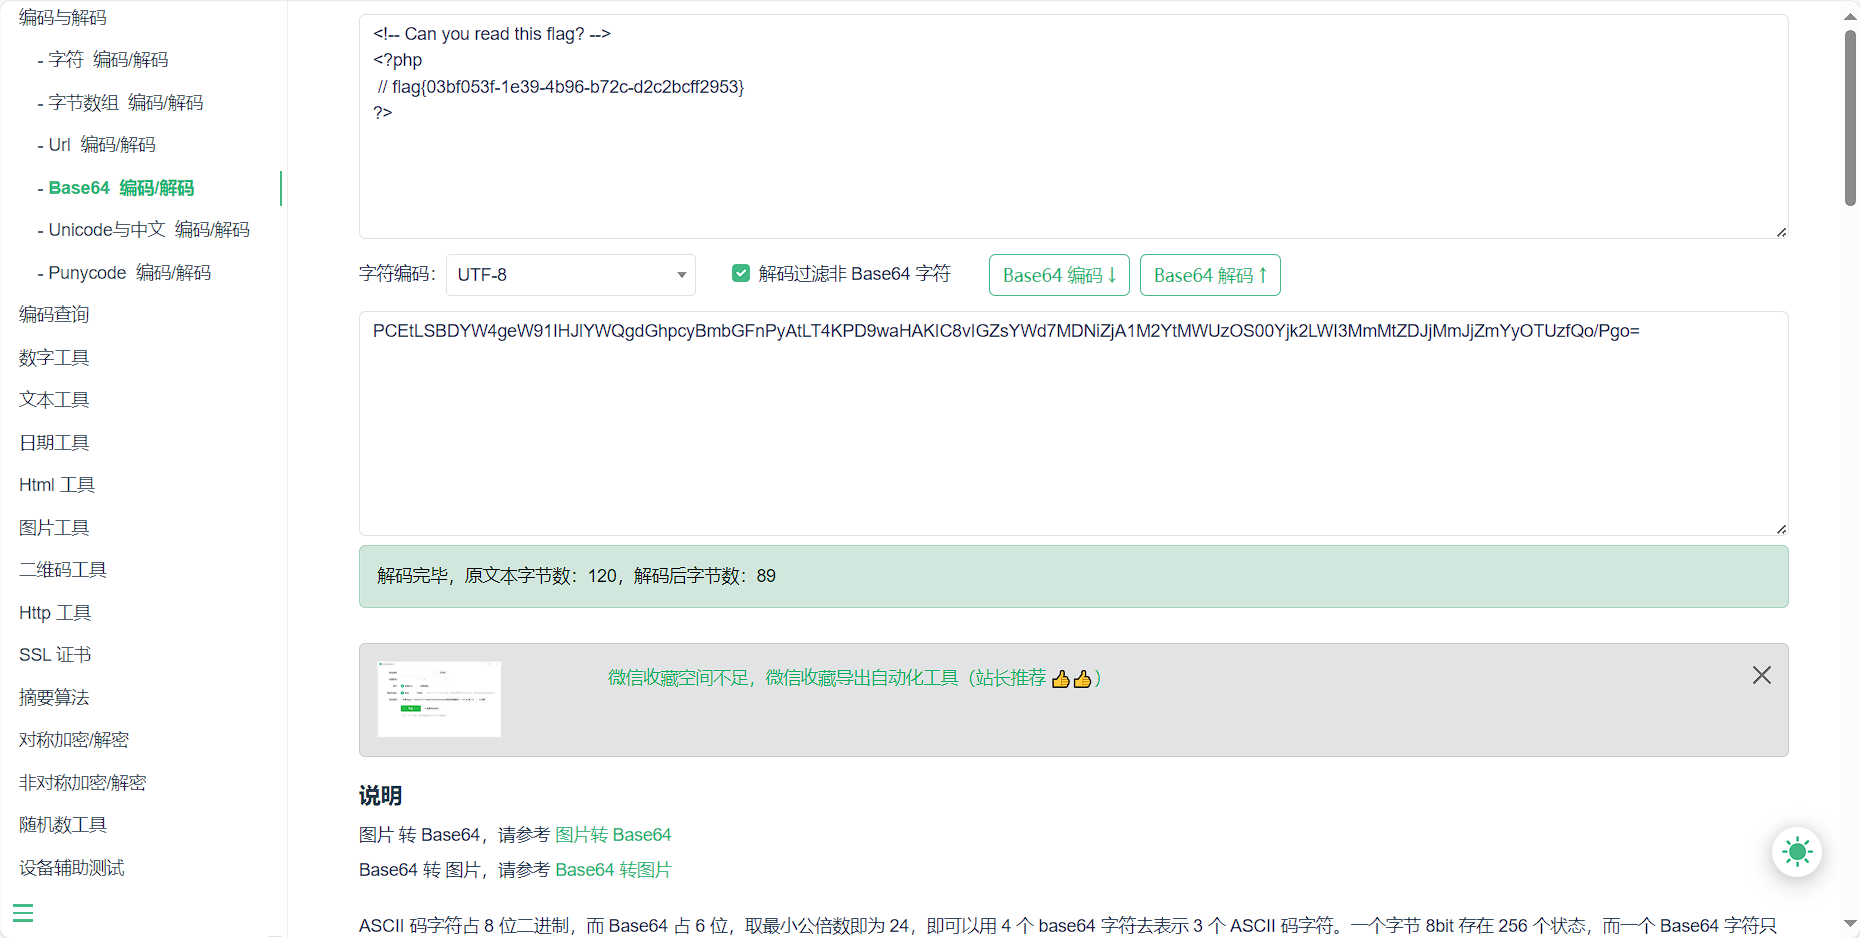 编码与解码
- 字符 编码/解码
- 字节数组 编码/解码
- Url 编码/解码
- Base64 编码/解码
- Unicode与中文 编码/解码
- Punycode 编码/解码
编码查询
数字工具
文本工具
日期工具
Html 工具
图片工具
二维码工具
Http 工具
SSL 证书
摘要算法
对称加密/解密
非对称加密/解密
随机数工具
设备辅助测试
<!-- Can you read this flag? -->
<?php
// flag{03bf053f-1e39-4b96-b72c-d2c2bcff2953}
?>
字符编码： UTF-8 解码过滤非 Base64 字符 Base64 编码↓ Base64 解码↑
PCEtLSBDYW4geW91IHJlYWQgdGhpcyBmbGFnPyAtLT4KPD9waHAKIC8vIGZsYWd7MDNiZjA1M2YtMWUzOS00Yjk2LWI3MmMtZDJjMmJjZmYyOTUzfQo/Pgo=
解码完毕，原文本字节数：120，解码后字节数：89
微信收藏空间不足，微信收藏导出自动化工具（站长推荐 👍👍）
说明
图片 转 Base64，请参考 图片转 Base64
Base64 转 图片，请参考 Base64 转图片
ASCII 码字符占 8 位二进制，而 Base64 占 6 位，取最小公倍数即为 24，即可以用 4 个 base64 字符去表示 3 个 ASCII 码字符。一个字节 8bit 存在 256 个状态，而一个 Base64 字符只